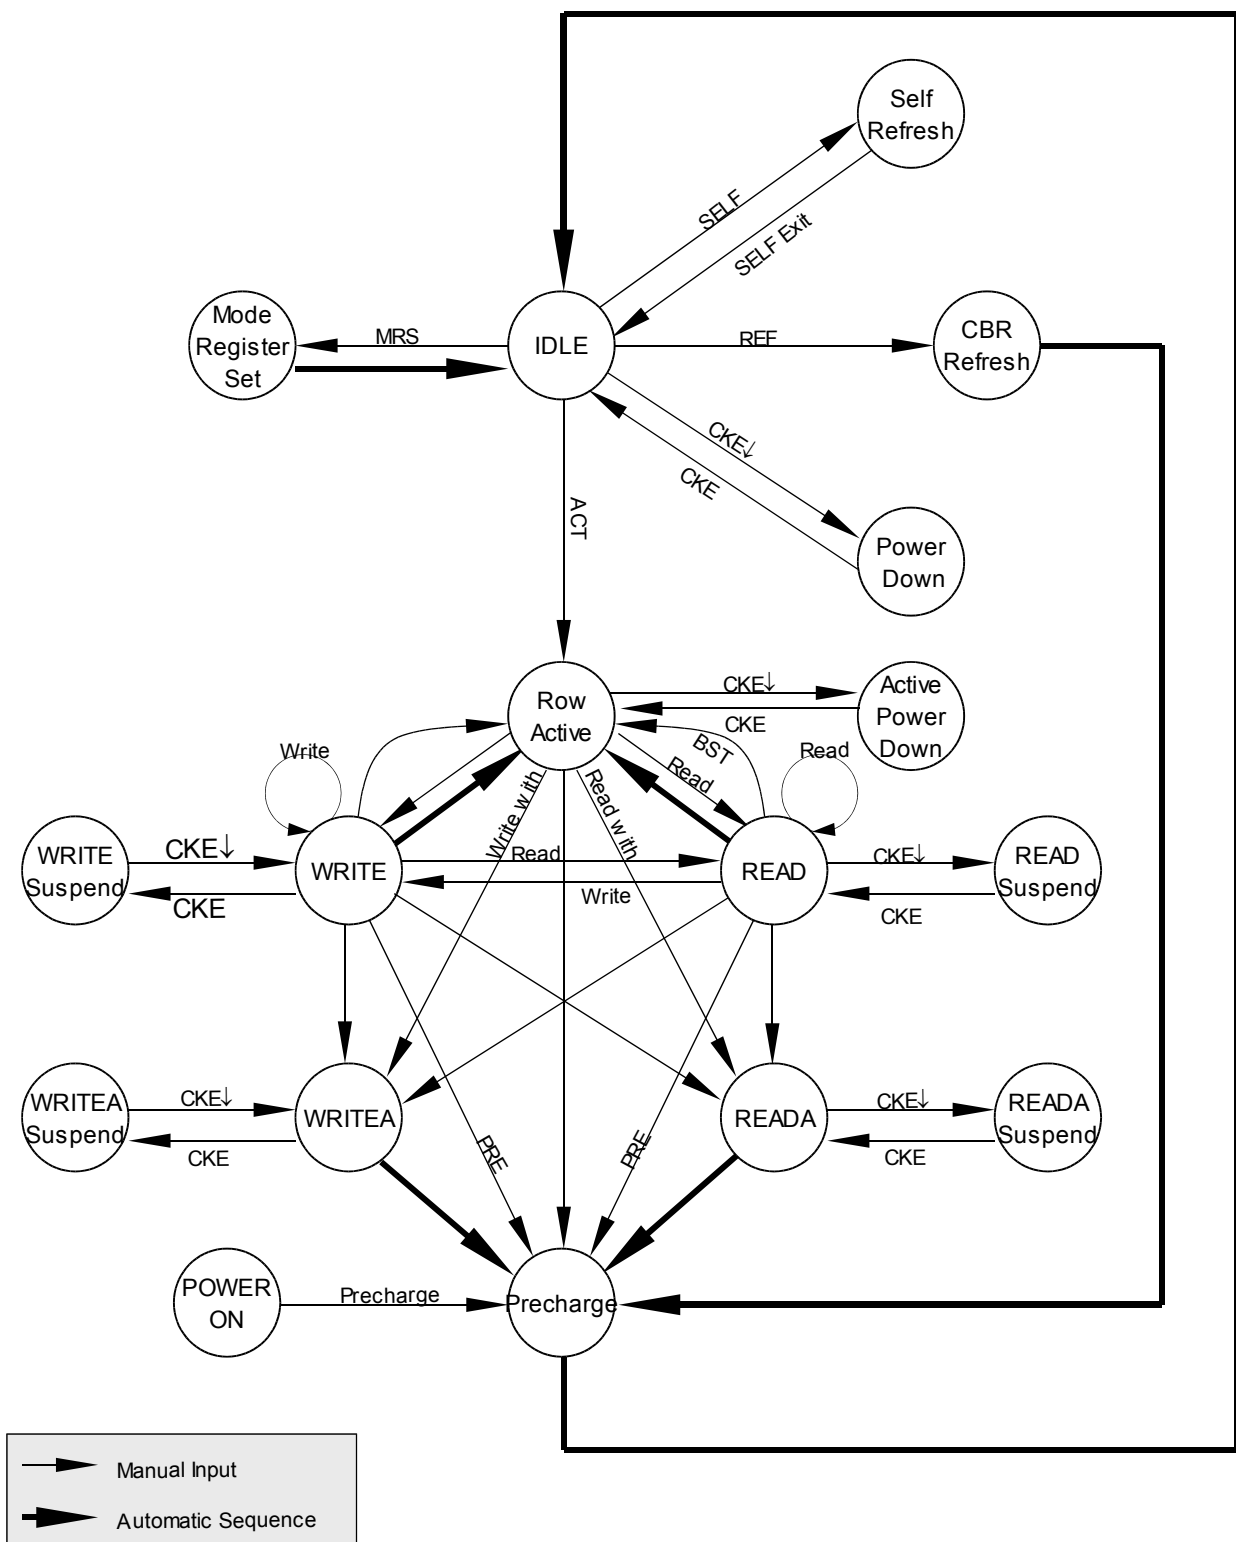 Self
Refresh
SELF
SELF Exit
Mode
Register
Set
MRS
IDLE
REF
CBR
Refresh
CKE↓
CKE
ACT
Power
Down
Row
Active
CKE↓
CKE
Active
Power
Down
BST
Read
Write
Read
Write with
Read with
WRITE
Suspend
CKE↓
CKE
WRITE
Read
Write
READ
CKE↓
CKE
READ
Suspend
WRITEA
Suspend
CKE↓
CKE
WRITEA
PRE
PRE
READA
CKE↓
CKE
READA
Suspend
POWER
ON
Precharge
Precharge
Manual Input
Automatic Sequence